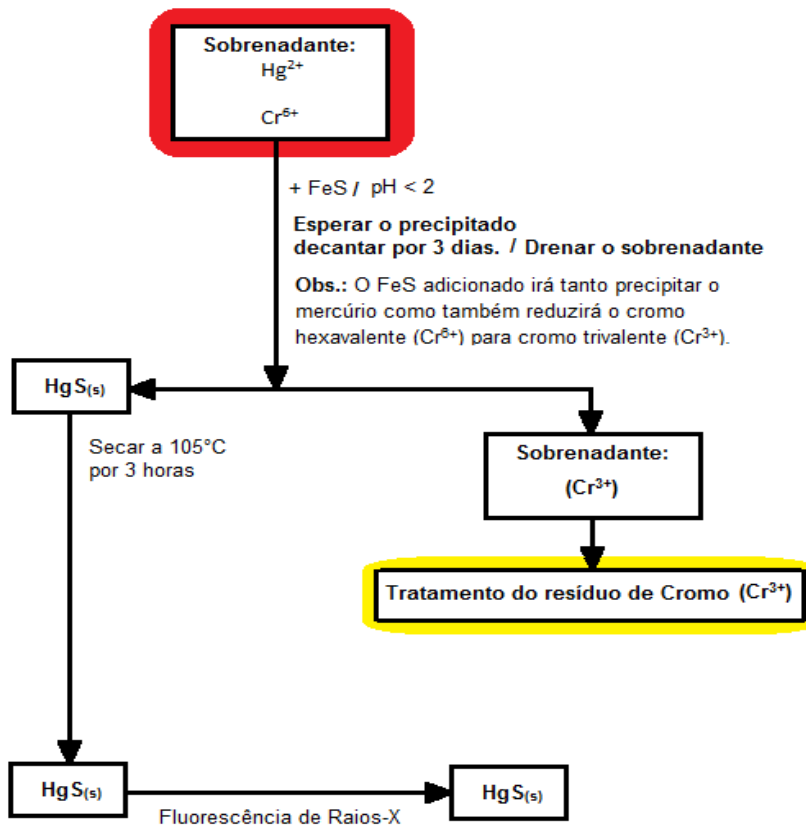 Sobrenadante:
Hg²⁺
Cr⁶⁺
+ FeS / pH < 2
Esperar o precipitado
decantar por 3 dias. / Drenar o sobrenadante
Obs.: O FeS adicionado irá tanto precipitar o
mercúrio como também reduzirá o cromo
hexavalente (Cr⁶⁺) para cromo trivalente (Cr³⁺).
HgS₍ₛ₎
Secar a 105°C
por 3 horas
Sobrenadante:
(Cr³⁺)
Tratamento do resíduo de Cromo (Cr³⁺)
HgS₍ₛ₎
Fluorescência de Raios-X
HgS₍ₛ₎